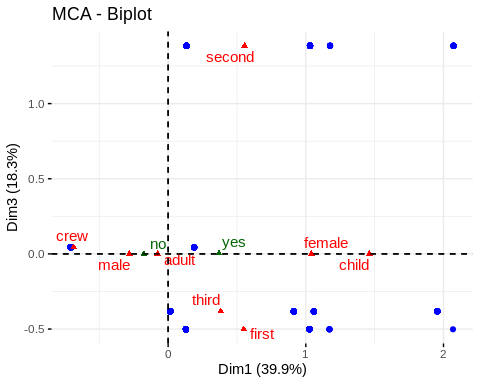 MCA - Biplot
second
1.0
0.5
crew
no
yes
female
0.0
male
adult
child
third
first
-0.5
0
1
2
Dim1 (39.9%)
Dim3 (18.3%)